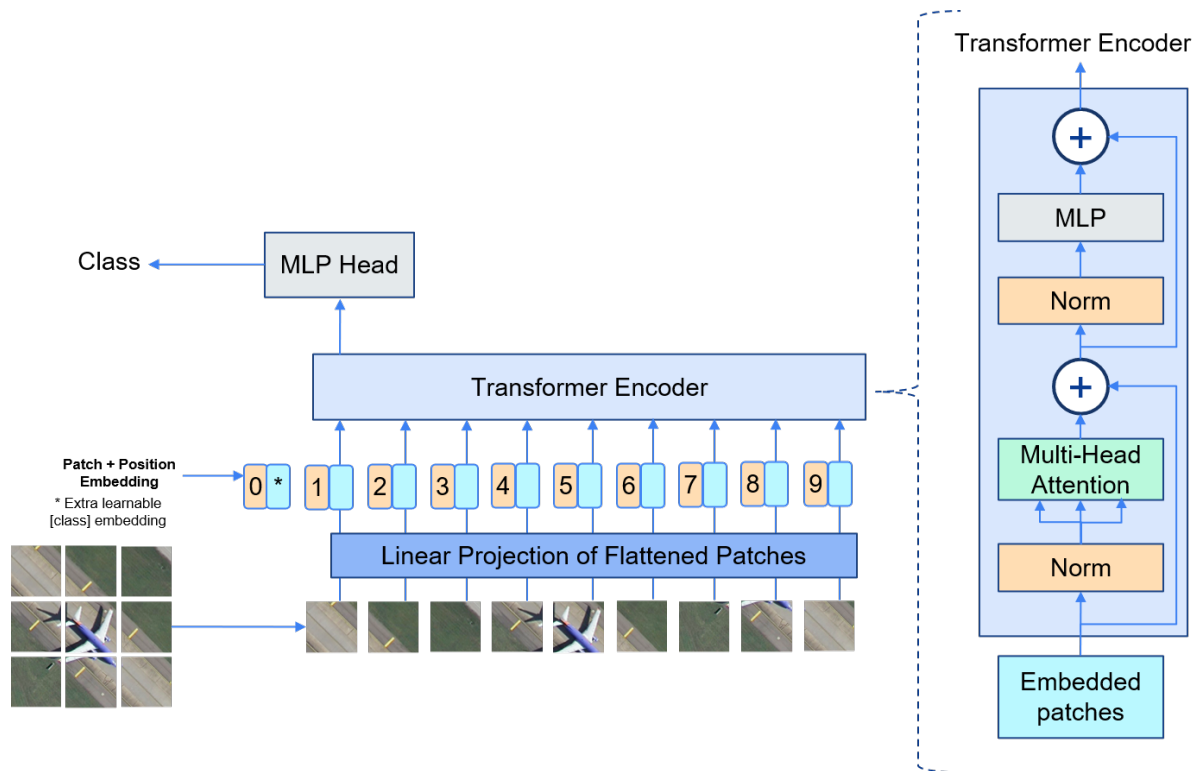 Transformer Encoder
+
MLP
Norm
+
Multi-Head
Attention
Norm
Embedded
patches
Class
MLP Head
Transformer Encoder
Patch + Position
Embedding
* Extra learnable
[class] embedding
0 * 1 2 3 4 5 6 7 8 9
Linear Projection of Flattened Patches